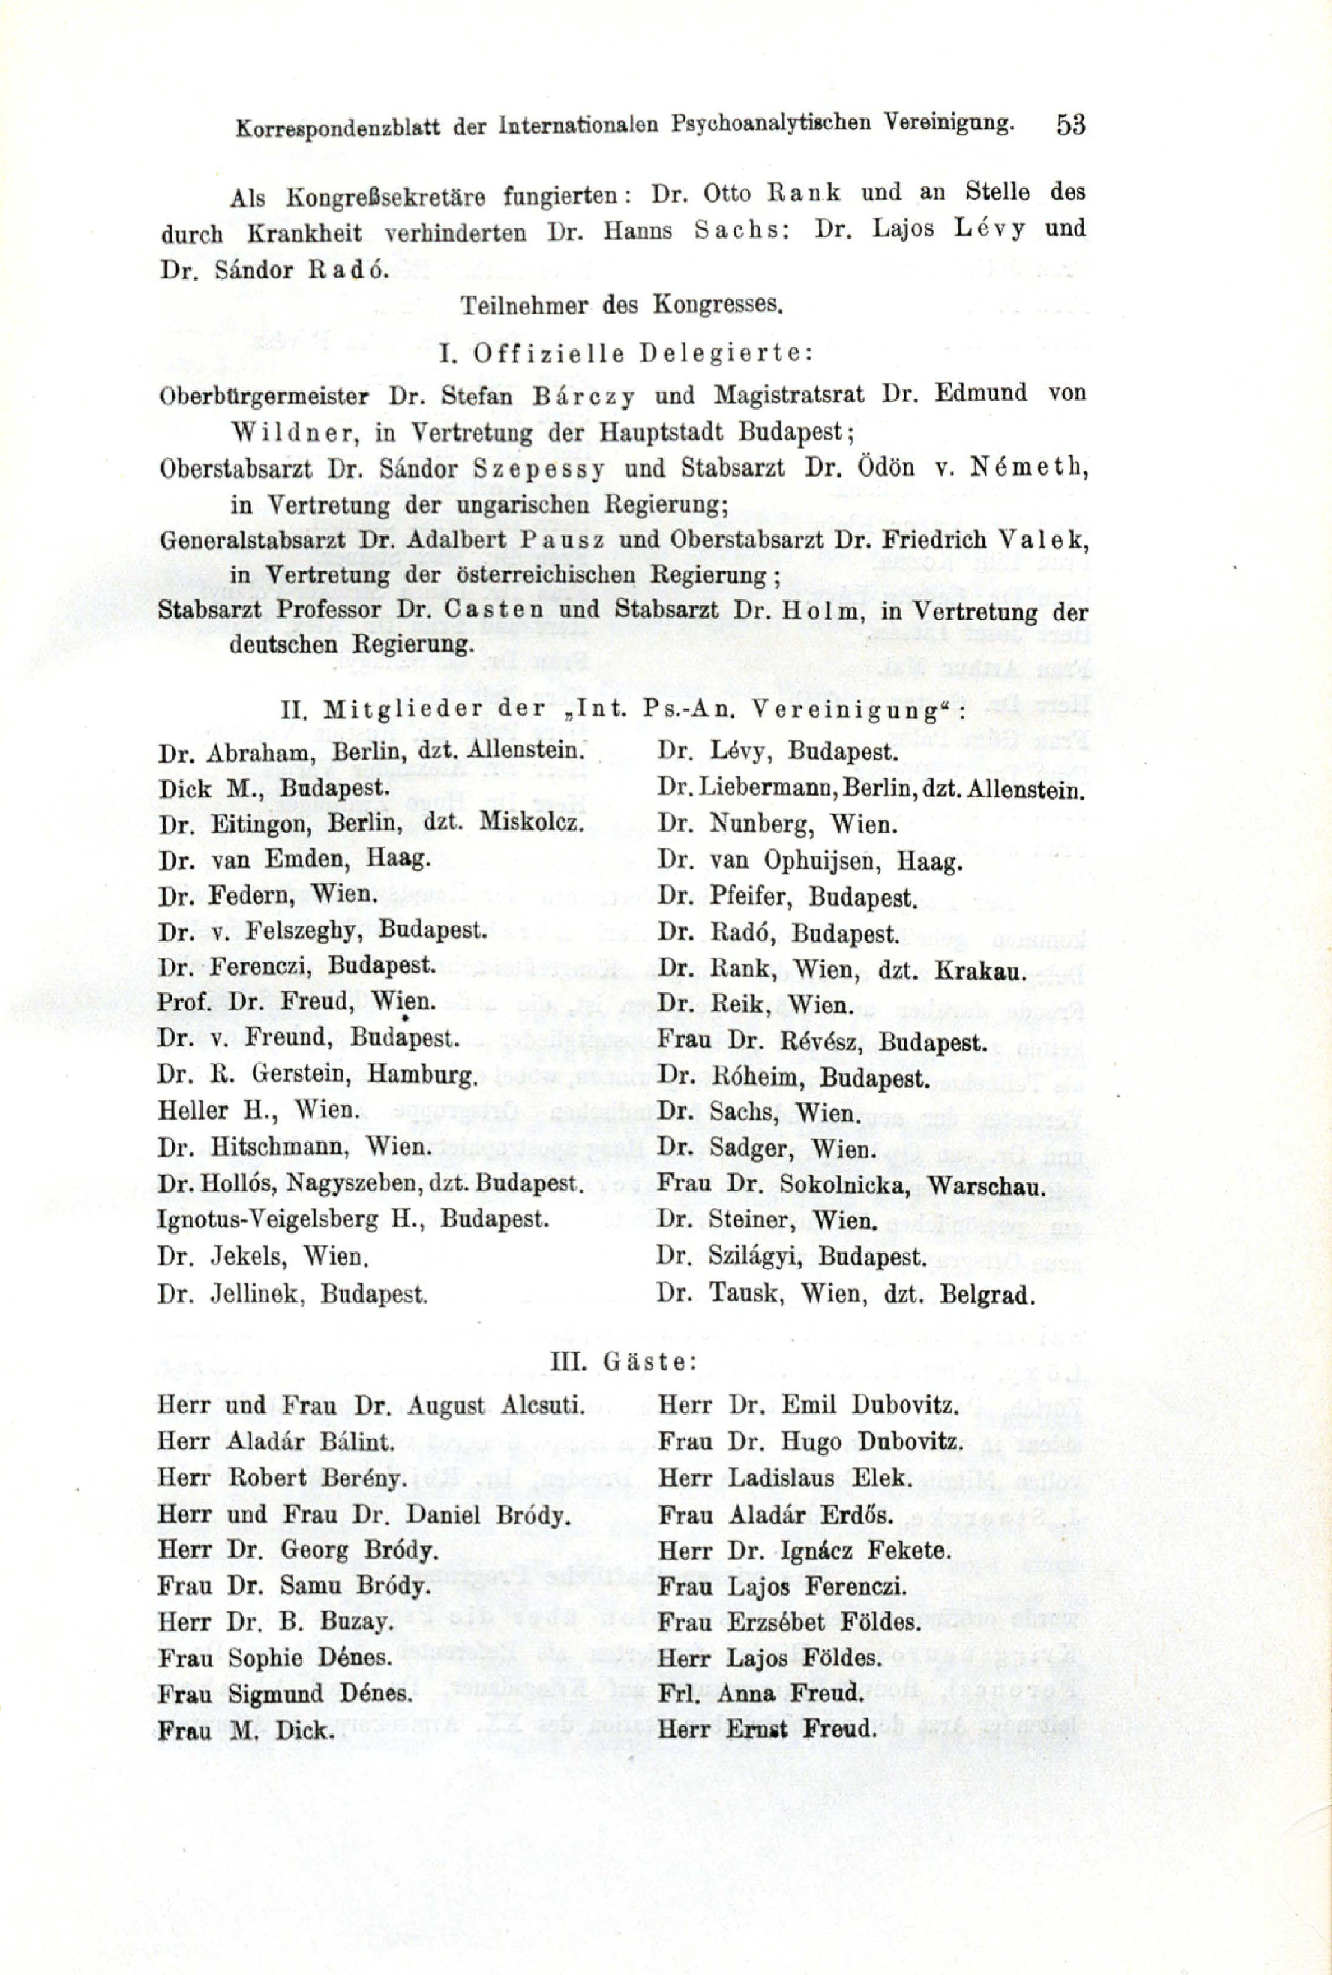 Korrespondenzblatt der Internationalen Psychoanalytischen Vereinigung. 53
Als Kongreßsekretäre fungierten: Dr. Otto Rank und an Stelle des
durch Krankheit verhinderten Dr. Hanns Sachs: Dr. Lajos Lévy und
Dr. Sándor Radó.
Teilnehmer des Kongresses.
I. Offizielle Delegierte:
Oberbürgermeister Dr. Stefan Bárczy und Magistratsrat Dr. Edmund von
Wildner, in Vertretung der Hauptstadt Budapest;
Oberstabsarzt Dr. Sándor Szepessy und Stabsarzt Dr. Ödön v. Németh,
in Vertretung der ungarischen Regierung;
Generalstabsarzt Dr. Adalbert Pausz und Oberstabsarzt Dr. Friedrich Valek,
in Vertretung der österreichischen Regierung;
Stabsarzt Professor Dr. Casten und Stabsarzt Dr. Holm, in Vertretung der
deutschen Regierung.
II. Mitglieder der „Int. Ps.-An. Vereinigung“:
Dr. Abraham, Berlin, dzt. Allenstein.
Dick M., Budapest.
Dr. Eitingon, Berlin, dzt. Miskolcz.
Dr. van Emden, Haag.
Dr. Federn, Wien.
Dr. v. Felszeghy, Budapest.
Dr. Ferenczi, Budapest.
Prof. Dr. Freud, Wien.
Dr. v. Freund, Budapest.
Dr. R. Gerstein, Hamburg.
Heller H., Wien.
Dr. Hitschmann, Wien.
Dr. Hollós, Nagyszeben, dzt. Budapest.
Ignotus-Veigelsberg H., Budapest.
Dr. Jekels, Wien.
Dr. Jellinek, Budapest.
Dr. Lévy, Budapest.
Dr. Liebermann, Berlin, dzt. Allenstein.
Dr. Nunberg, Wien.
Dr. van Ophuijsen, Haag.
Dr. Pfeifer, Budapest.
Dr. Radó, Budapest.
Dr. Rank, Wien, dzt. Krakau.
Dr. Reik, Wien.
Frau Dr. Révész, Budapest.
Dr. Róheim, Budapest.
Dr. Sachs, Wien.
Dr. Sadger, Wien.
Frau Dr. Sokolnicka, Warschau.
Dr. Steiner, Wien.
Dr. Szilágyi, Budapest.
Dr. Tausk, Wien, dzt. Belgrad.
III. Gäste:
Herr und Frau Dr. August Alcsuti.
Herr Aladár Bálint.
Herr Robert Berény.
Herr und Frau Dr. Daniel Bródy.
Herr Dr. Georg Bródy.
Frau Dr. Samu Bródy.
Herr Dr. B. Buzay.
Frau Sophie Dénes.
Frau Sigmund Dénes.
Frau M. Dick.
Herr Dr. Emil Dubovitz.
Frau Dr. Hugo Dubovitz.
Herr Ladislaus Elek.
Frau Aladár Erdős.
Herr Dr. Ignácz Fekete.
Frau Lajos Ferenczi.
Frau Erzsébet Földes.
Herr Lajos Földes.
Frl. Anna Freud.
Herr Ernst Freud.